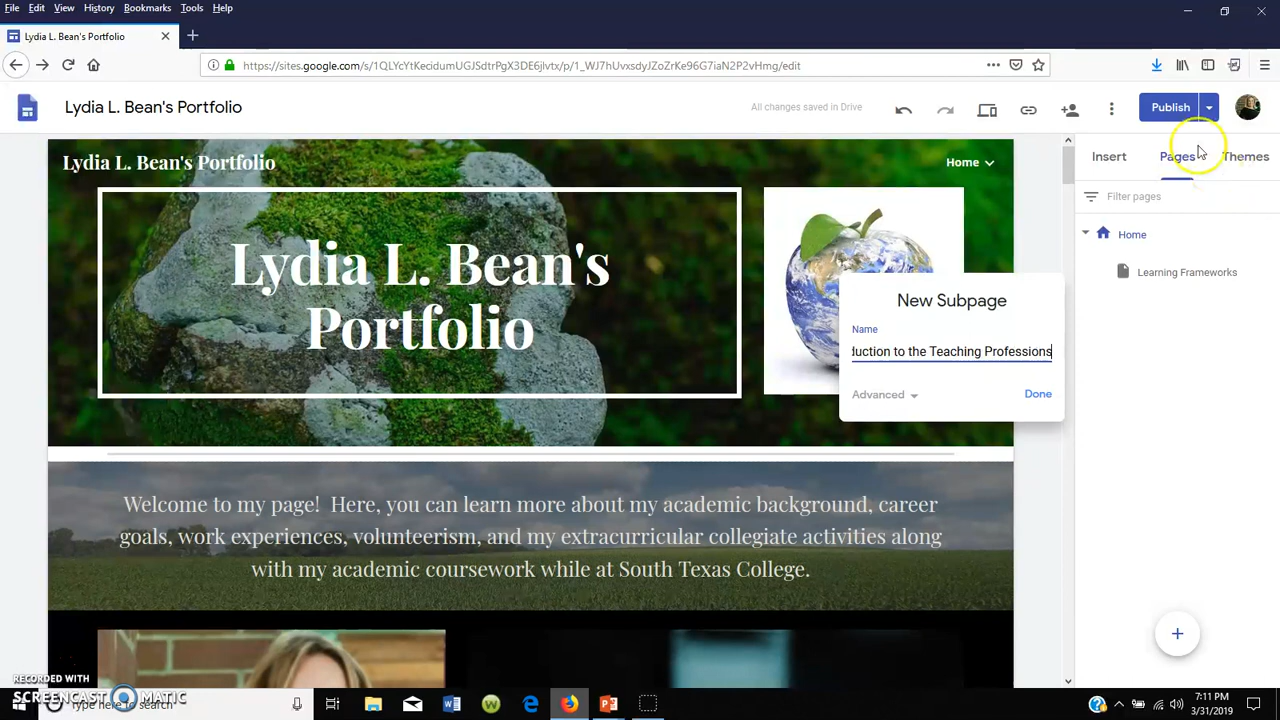 File Edit View History Bookmarks Tools Help
Lydia L. Bean's Portfolio
https://sites.google.com/s/1QLYcYtKecidumUGJSdtrPgX3DE6jlvtx/p/1_WJ7hUvxsdyJZoZrKe96G7iaN2P2vHmg/edit
Lydia L. Bean's Portfolio
All changes saved in Drive
Publish
Insert
Pages
Themes
Filter pages
Home
Learning Frameworks
Lydia L. Bean's Portfolio
Home
Lydia L. Bean's
Portfolio
New Subpage
Name
duction to the Teaching Professions
Advanced
Done
Welcome to my page! Here, you can learn more about my academic background, career
goals, work experiences, volunteerism, and my extracurricular collegiate activities along
with my academic coursework while at South Texas College.
RECORDED WITH
SCREENCAST MATIC
Type here to search
7:11 PM
3/31/2019